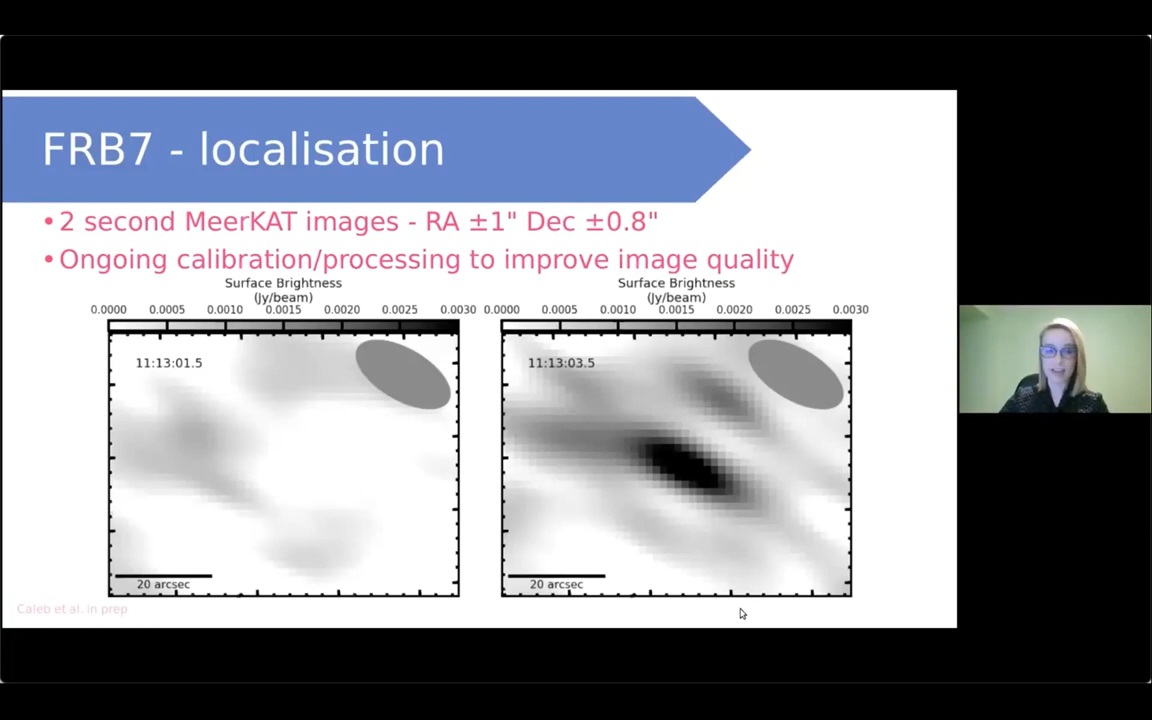 FRB7 - localisation
•2 second MeerKAT images - RA ±1" Dec ±0.8"
•Ongoing calibration/processing to improve image quality
Surface Brightness
(Jy/beam)
0.0000 0.0005 0.0010 0.0015 0.0020 0.0025 0.0030
11:13:01.5
20 arcsec
Surface Brightness
(Jy/beam)
0.0000 0.0005 0.0010 0.0015 0.0020 0.0025 0.0030
11:13:03.5
20 arcsec
Caleb et al. in prep